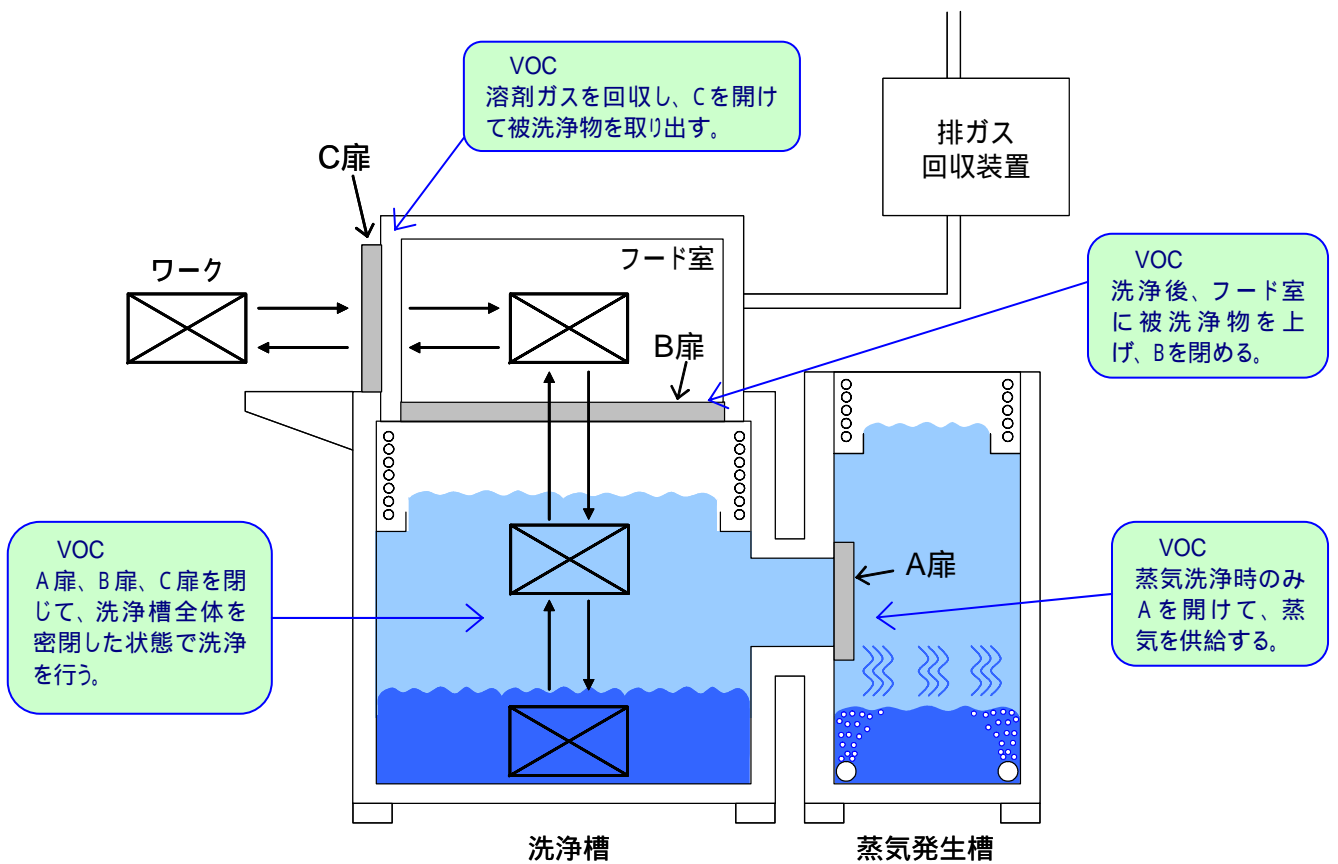 VOC
溶剤ガスを回収し、Cを開け
て被洗浄物を取り出す。
排ガス
回収装置
C扉
ワーク
フード室
B扉
VOC
洗浄後、フード室
に被洗浄物を上
げ、Bを閉める。
VOC
A扉、B扉、C扉を閉
じて、洗浄槽全体を
密閉した状態で洗浄
を行う。
A扉
VOC
蒸気洗浄時のみ
Aを開けて、蒸
気を供給する。
洗浄槽
蒸気発生槽